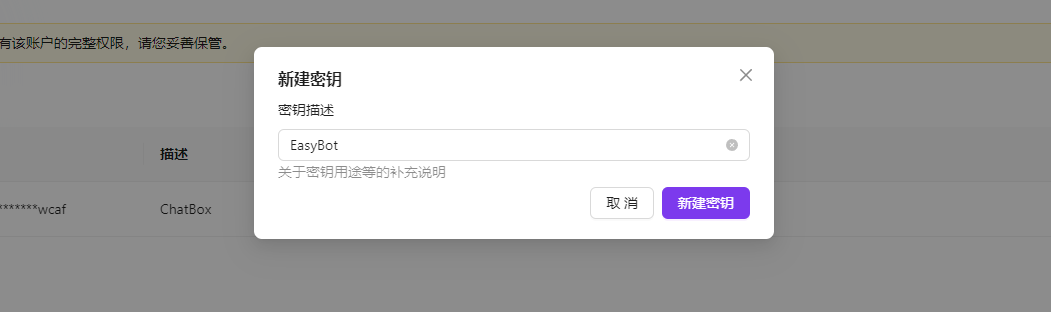 有该账户的完整权限，请您妥善保管。
新建密钥
密钥描述
EasyBot
关于密钥用途等的补充说明
取 消 新建密钥
描述
*******wcaf ChatBox